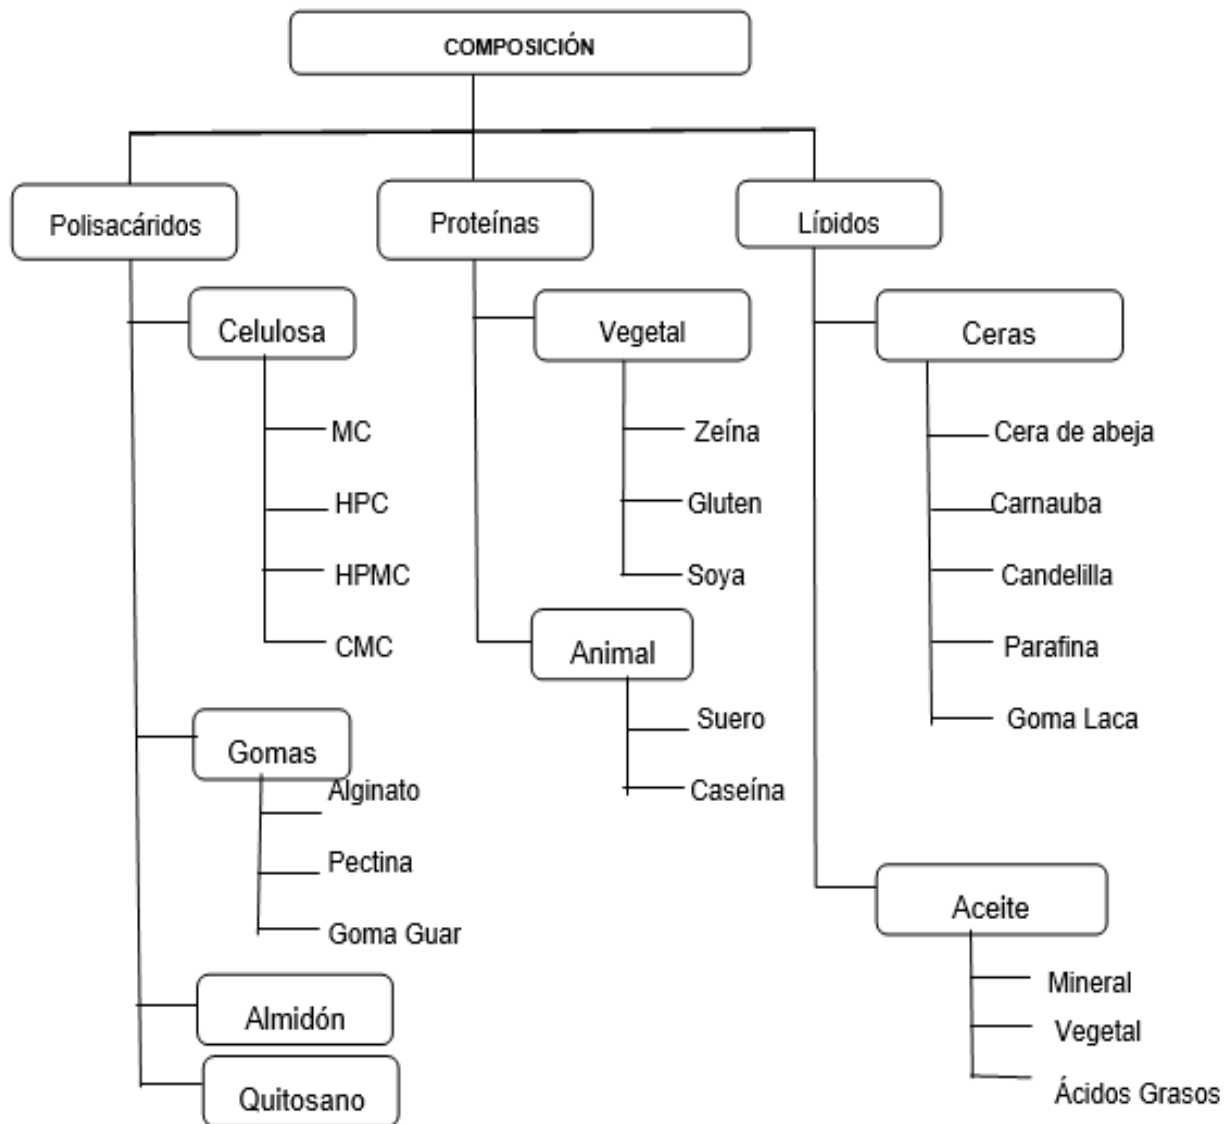 COMPOSICIÓN
Polisacáridos
Proteínas
Lípidos
Celulosa
MC
HPC
HPMC
CMC
Gomas
Alginato
Pectina
Goma Guar
Almidón
Quitosano
Vegetal
Zeína
Gluten
Soya
Animal
Suero
Caseína
Ceras
Cera de abeja
Carnauba
Candelilla
Parafina
Goma Laca
Aceite
Mineral
Vegetal
Ácidos Grasos